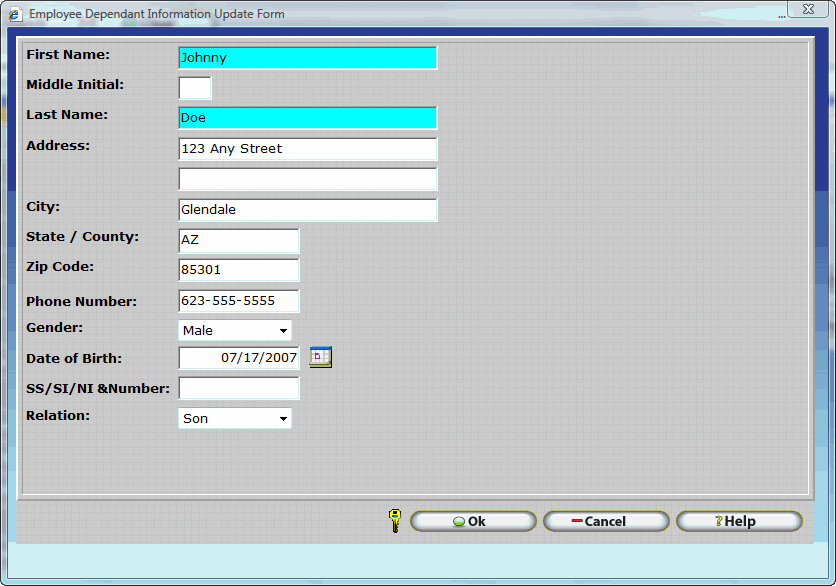 Employee Dependant Information Update Form ...
First Name: Johnny
Middle Initial:
Last Name: Doe
Address: 123 Any Street
City: Glendale
State / County: AZ
Zip Code: 85301
Phone Number: 623-555-5555
Gender: Male
Date of Birth: 07/17/2007
SS/SI/NI &Number:
Relation: Son
Ok Cancel ? Help